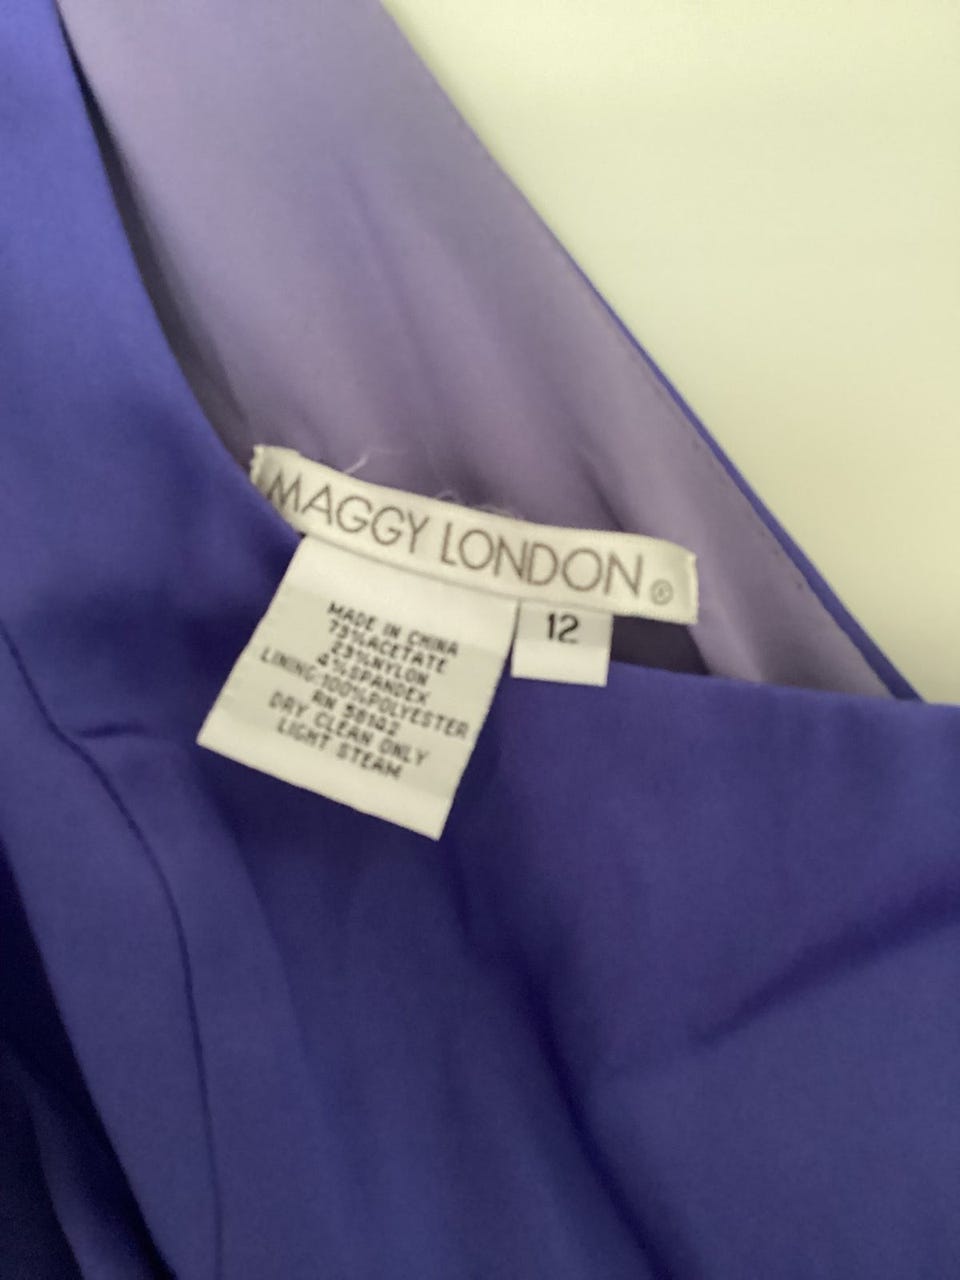 MAGGY LONDON®
12
MADE IN CHINA
73%ACETATE
23%NYLON
4%SPANDEX
LINING:100%POLYESTER
RN 58182
DRY CLEAN ONLY
LIGHT STEAM